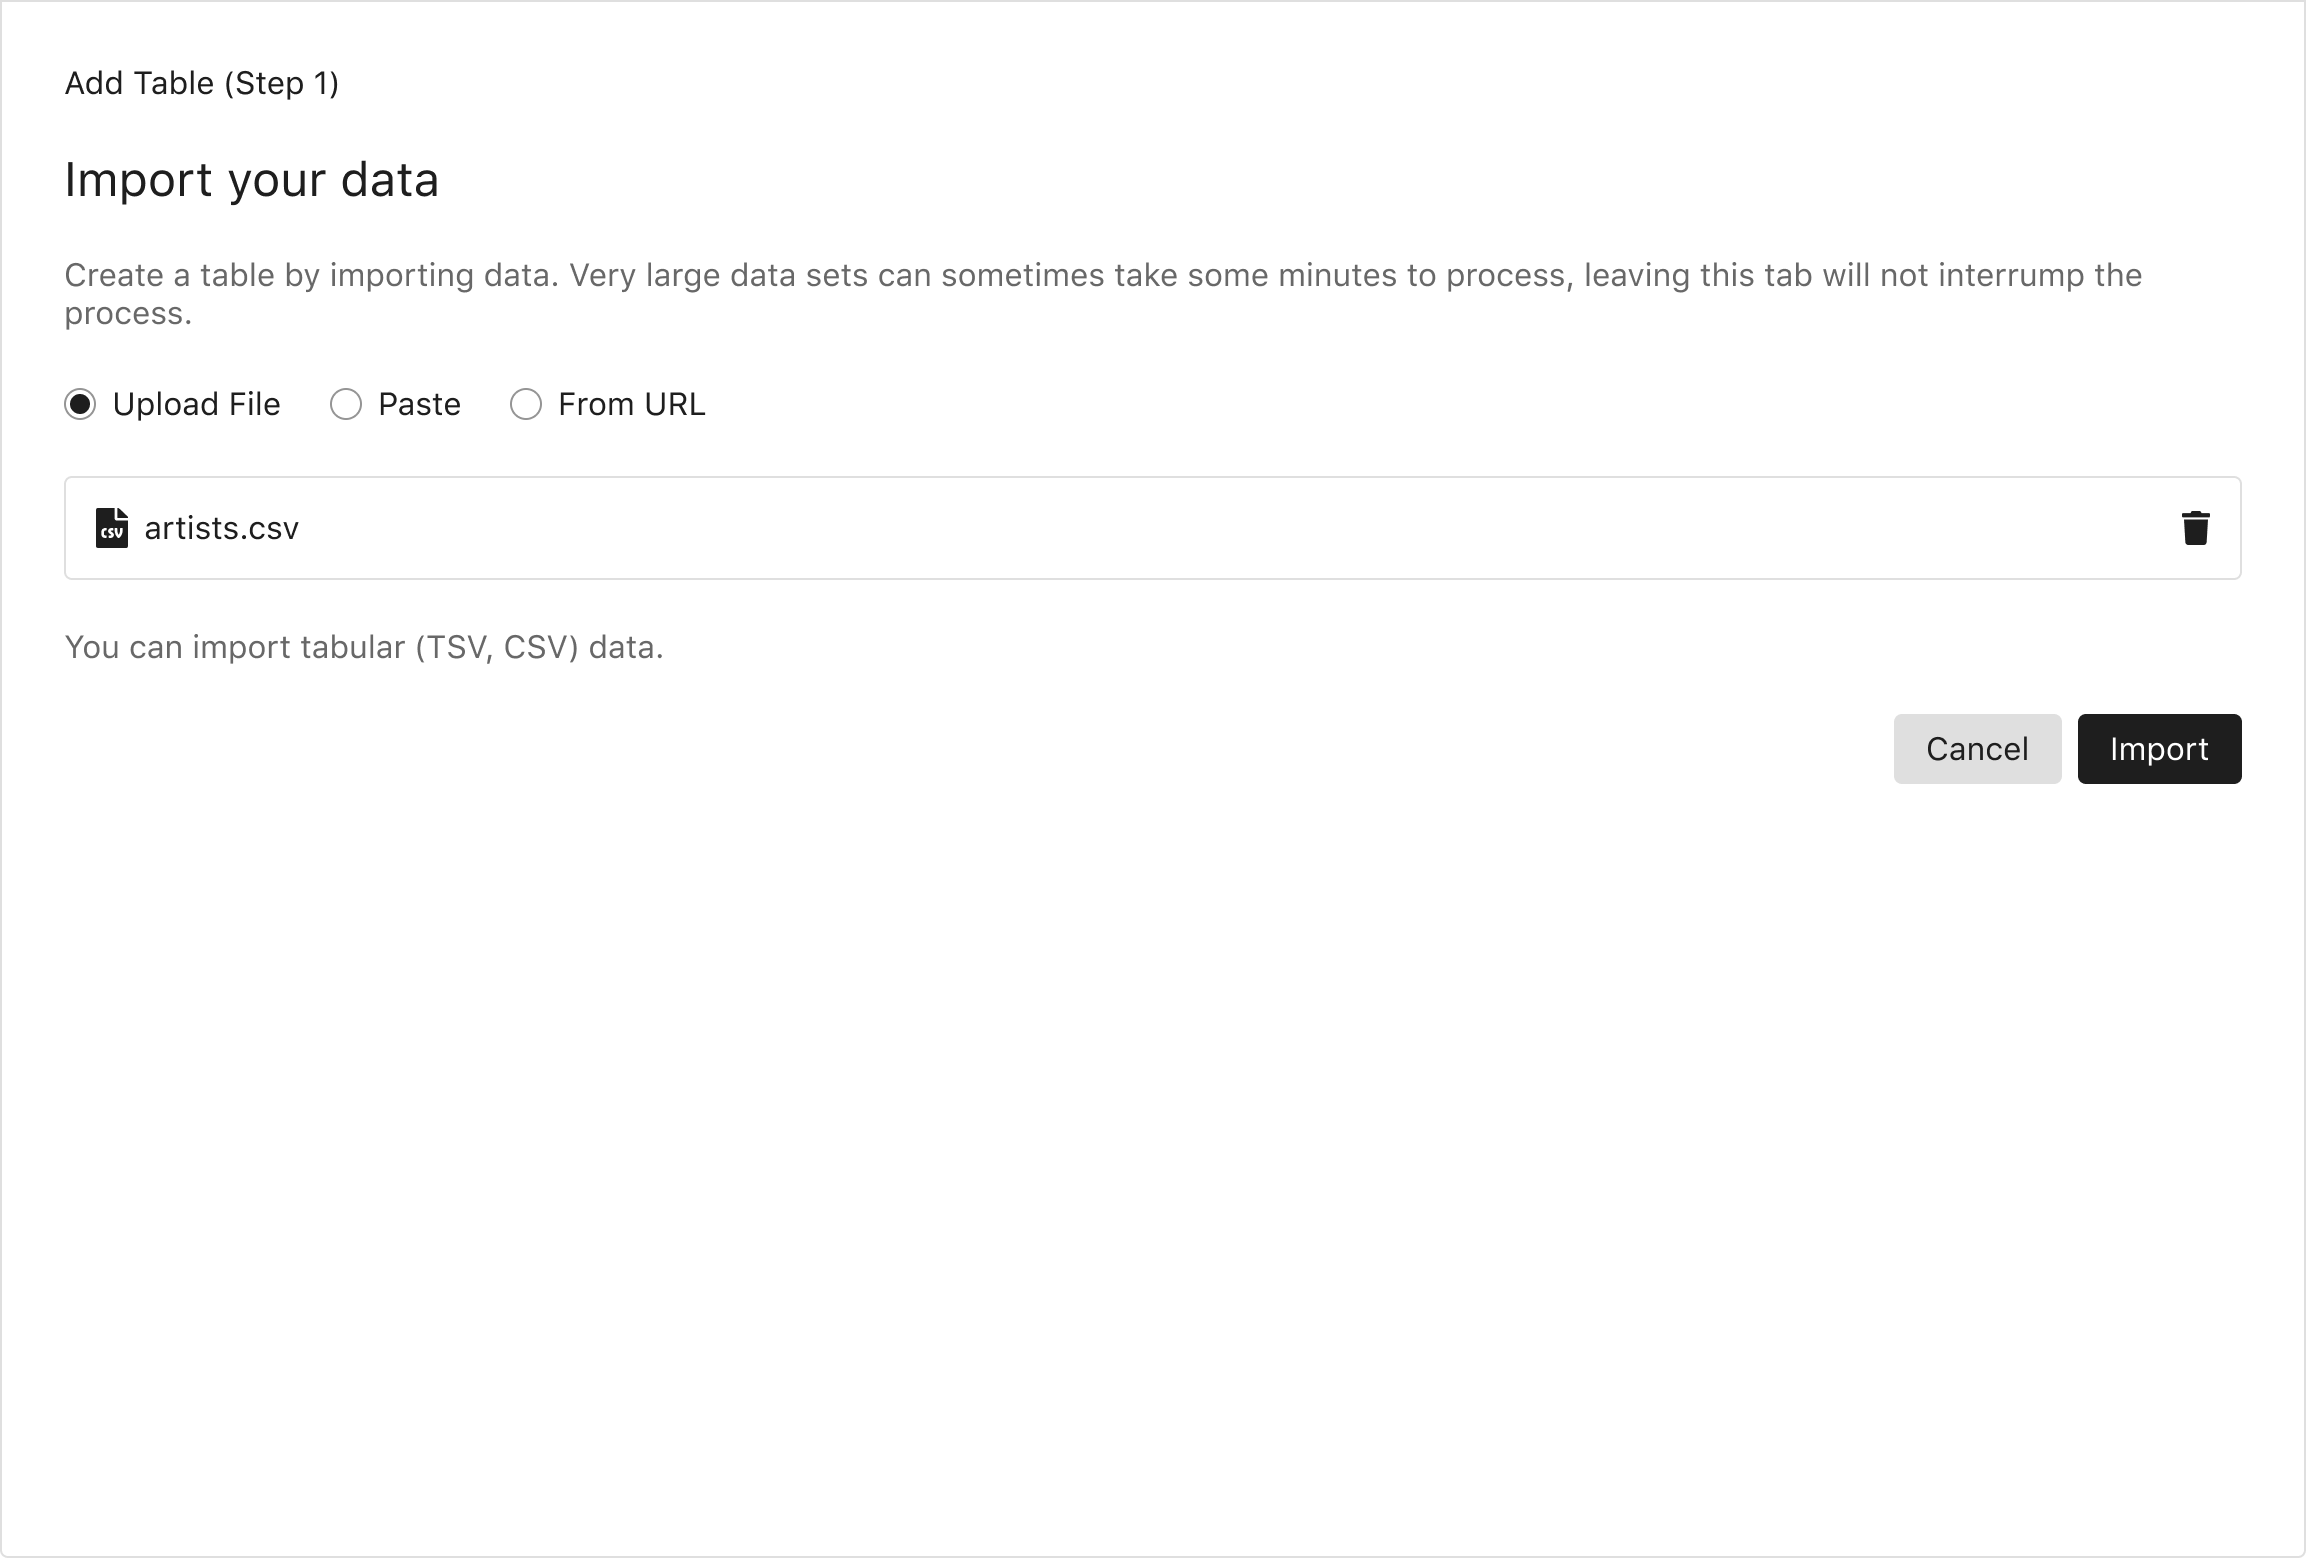 Add Table (Step 1)
Import your data
Create a table by importing data. Very large data sets can sometimes take some minutes to process, leaving this tab will not interrump the
process.
Upload File Paste From URL
CSV artists.csv
You can import tabular (TSV, CSV) data.
Cancel Import